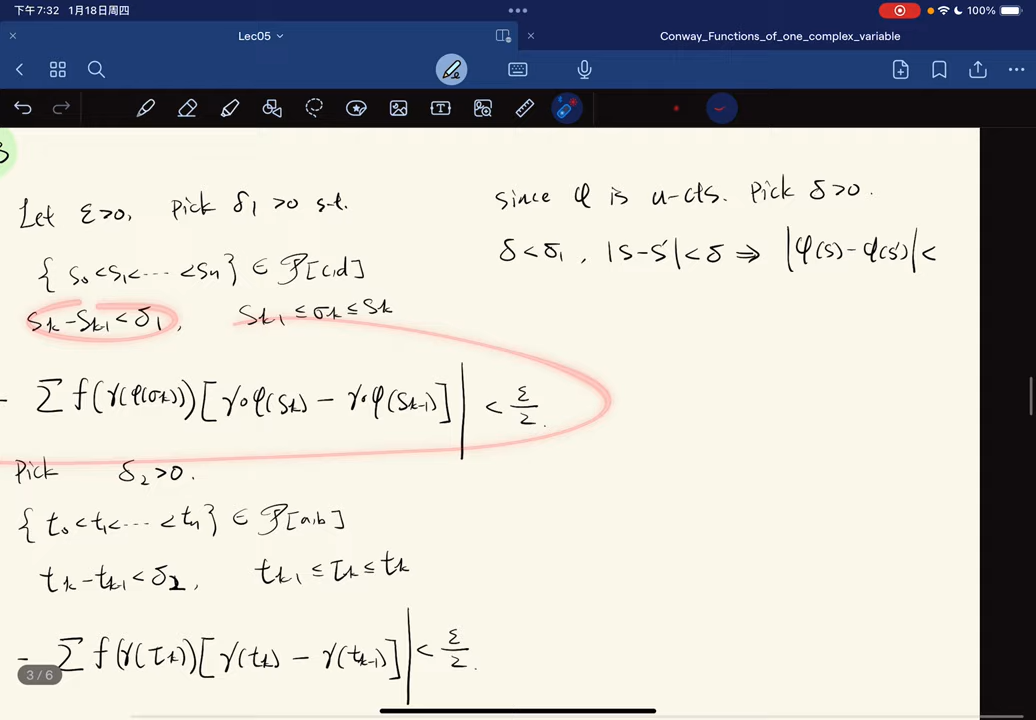 下午7:32 1月18日周四
100%
Lec05
Conway_Functions_of_one_complex_variable
Let ε>0, Pick δ₁ >0 s.t.
{ s₀ < s₁ < ··· < sₙ } ∈ 𝒫[c,d]
sₖ - sₖ₋₁ < δ₁, sₖ₋₁ ≤ σₖ ≤ sₖ
- ∑ f(γ(φ(σₖ))) [γ∘φ(sₖ) - γ∘φ(sₖ₋₁)] | < ε/2.
Pick δ₂ >0.
{ t₀ < t₁ < ··· < tₙ } ∈ 𝒫[a,b]
tₖ - tₖ₋₁ < δ₂, tₖ₋₁ ≤ τₖ ≤ tₖ
- ∑ f(γ(τₖ)) [γ(tₖ) - γ(tₖ₋₁)] | < ε/2.
since φ is u-cts. Pick δ>0.
δ < δ₁, |s-s'| < δ ⇒ |φ(s) - φ(s')| <
3 / 6